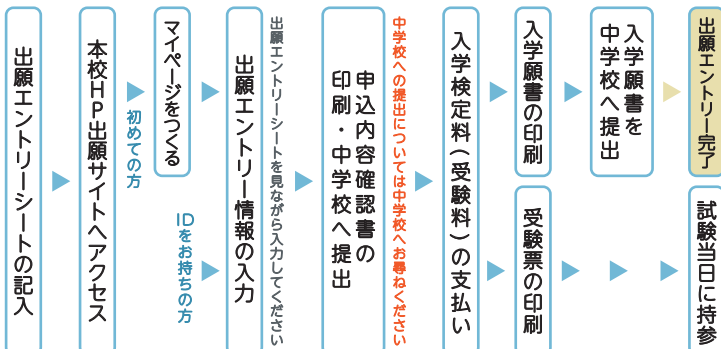 出願エントリーシートの記入
本校HP出願サイトへアクセス
初めての方
マイページをつくる
IDをお持ちの方
出願エントリー情報の入力
出願エントリーシートを見ながら入力してください
申込内容確認書の
印刷・中学校へ提出
中学校への提出については中学校へお尋ねください
入学検定料(受験料)の支払い
入学願書の印刷
入学願書を
中学校へ提出
出願エントリー完了
受験票の印刷
試験当日に持参